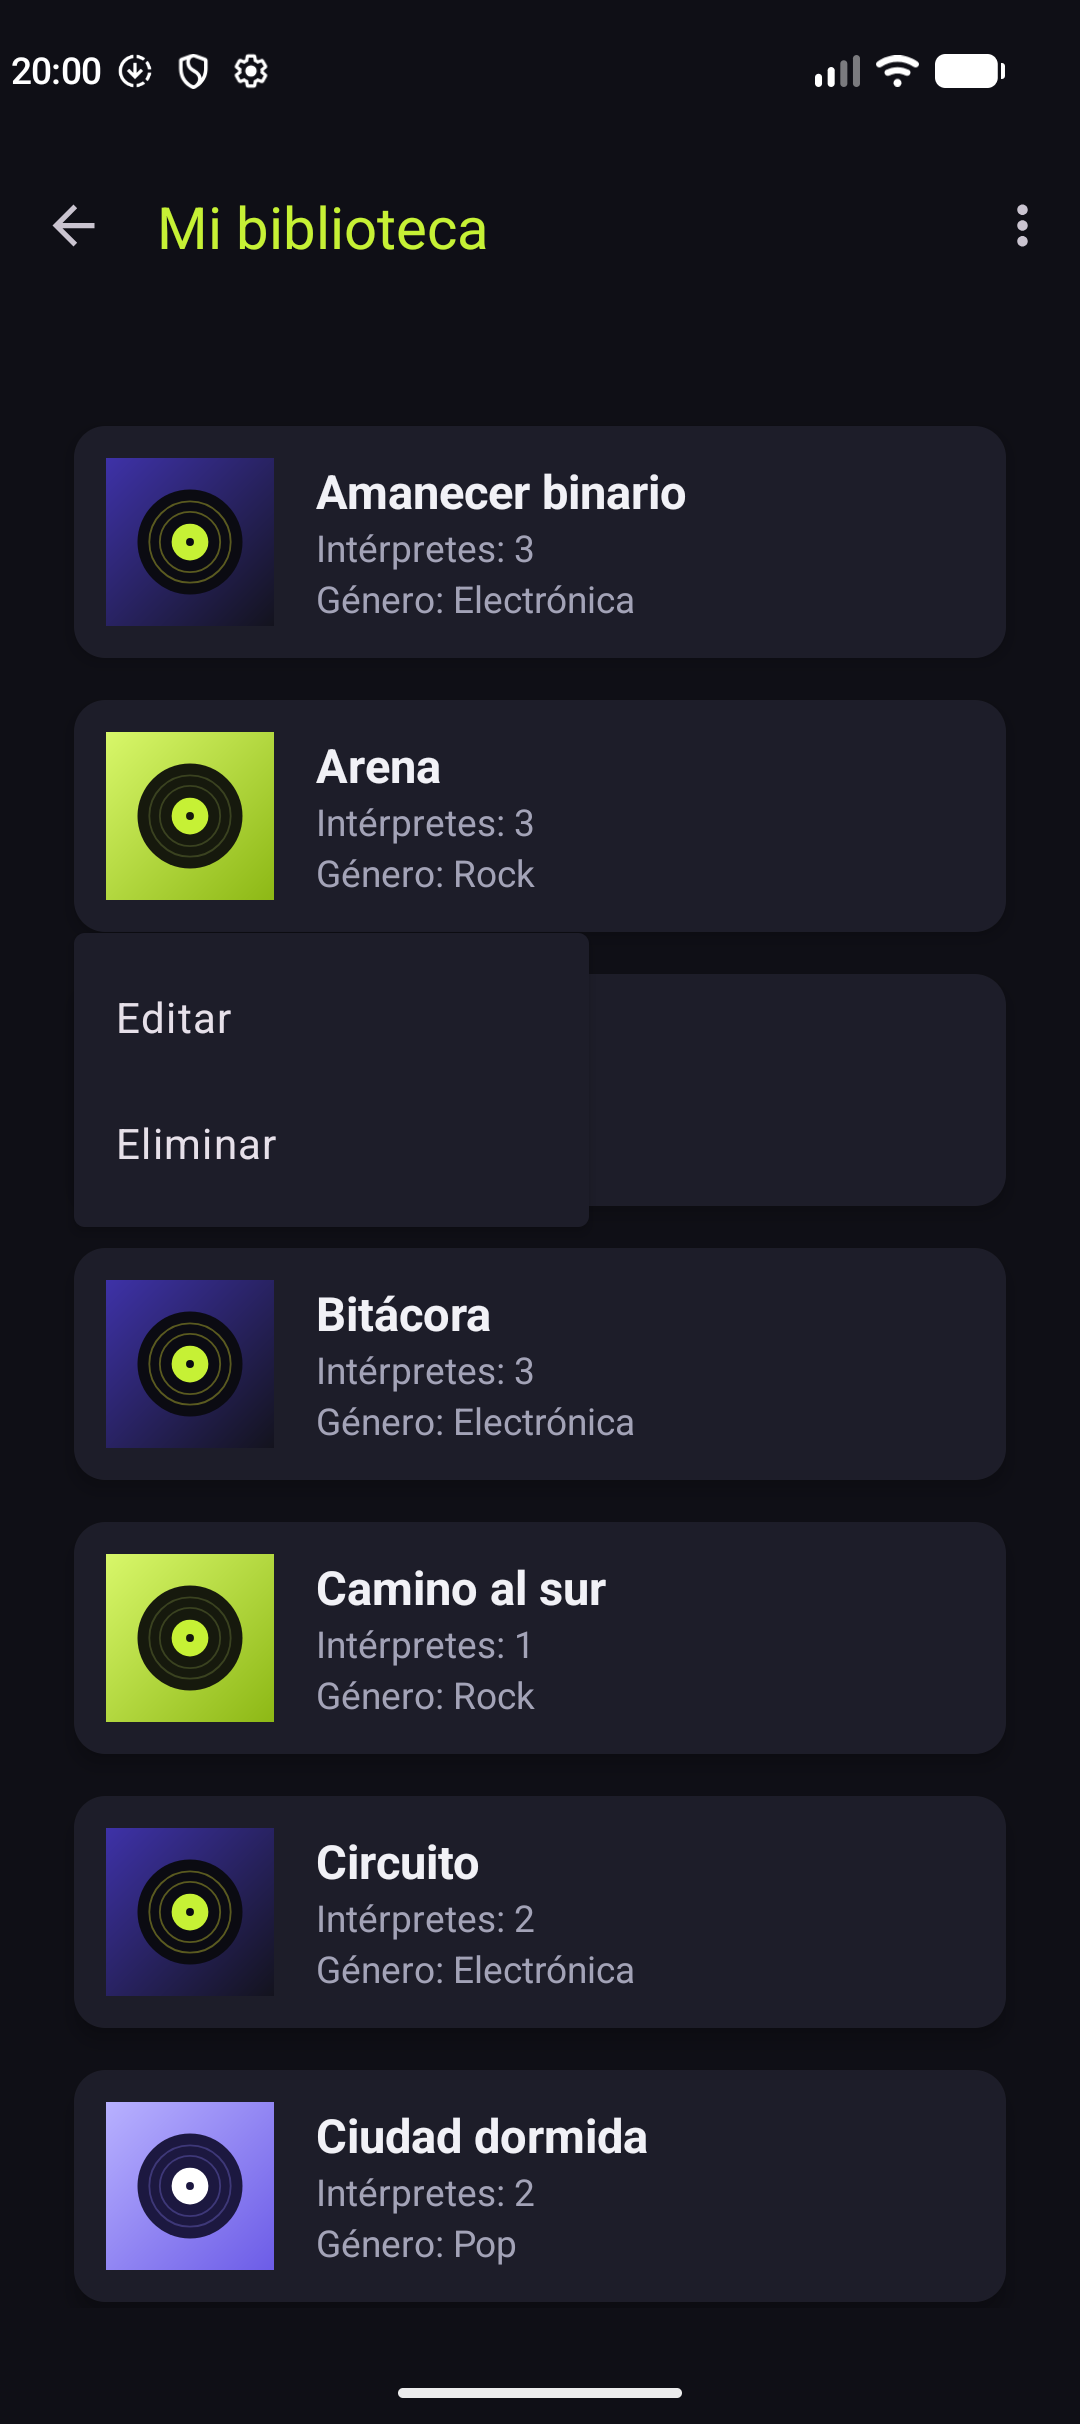 20:00
Mi biblioteca
Amanecer binario
Intérpretes: 3
Género: Electrónica
Arena
Intérpretes: 3
Género: Rock
Editar
Eliminar
Bitácora
Intérpretes: 3
Género: Electrónica
Camino al sur
Intérpretes: 1
Género: Rock
Circuito
Intérpretes: 2
Género: Electrónica
Ciudad dormida
Intérpretes: 2
Género: Pop